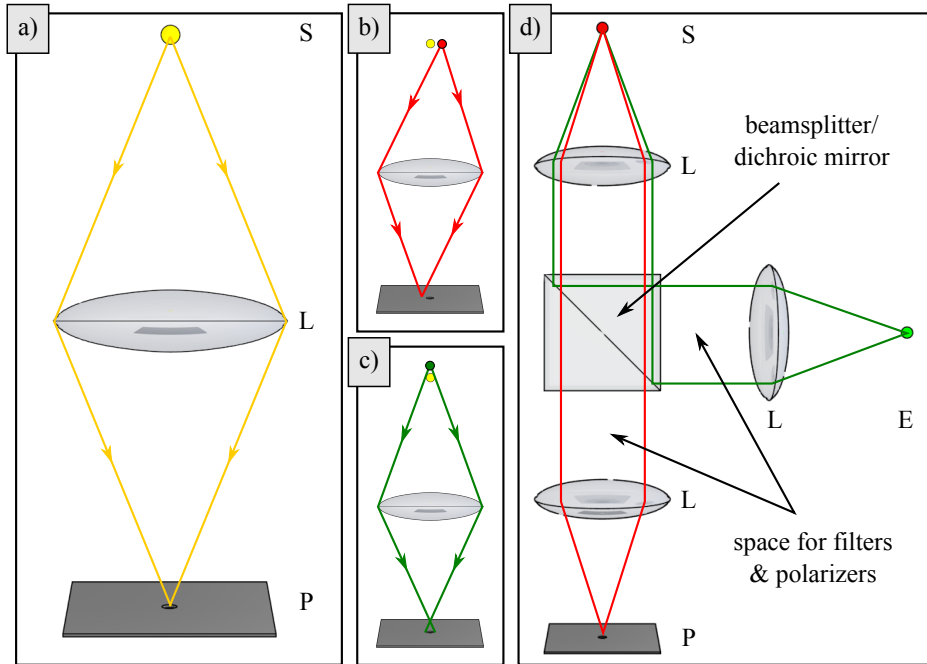 a)
S
L
P
b)
c)
d)
S
beamsplitter/
dichroic mirror
L
L
E
L
space for filters
& polarizers
P